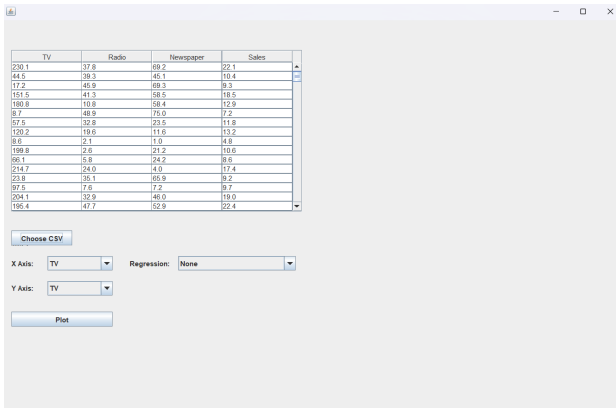 TV Radio Newspaper Sales
230.1 37.8 69.2 22.1
44.5 39.3 45.1 10.4
17.2 45.9 69.3 9.3
151.5 41.3 58.5 18.5
180.8 10.8 58.4 12.9
8.7 48.9 75.0 7.2
57.5 32.8 23.5 11.8
120.2 19.6 11.6 13.2
8.6 2.1 1.0 4.8
199.8 2.6 21.2 10.6
66.1 5.8 24.2 8.6
214.7 24.0 4.0 17.4
23.8 35.1 65.9 9.2
97.5 7.6 7.2 9.7
204.1 32.9 46.0 19.0
195.4 47.7 52.9 22.4
Choose CSV
X Axis: TV Regression: None
Y Axis: TV
Plot